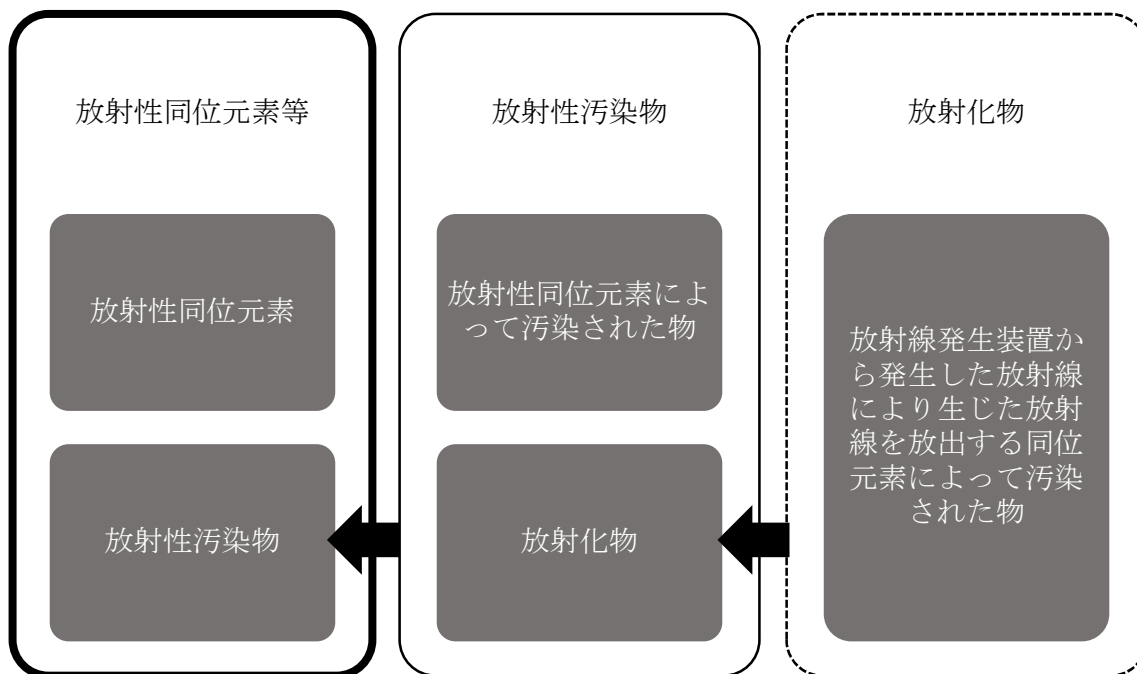 放射性同位元素等
放射性同位元素
放射性汚染物
放射性汚染物
放射性同位元素によ
って汚染された物
放射化物
放射化物
放射線発生装置か
ら発生した放射線
により生じた放射
線を放出する同位
元素によって汚染
された物